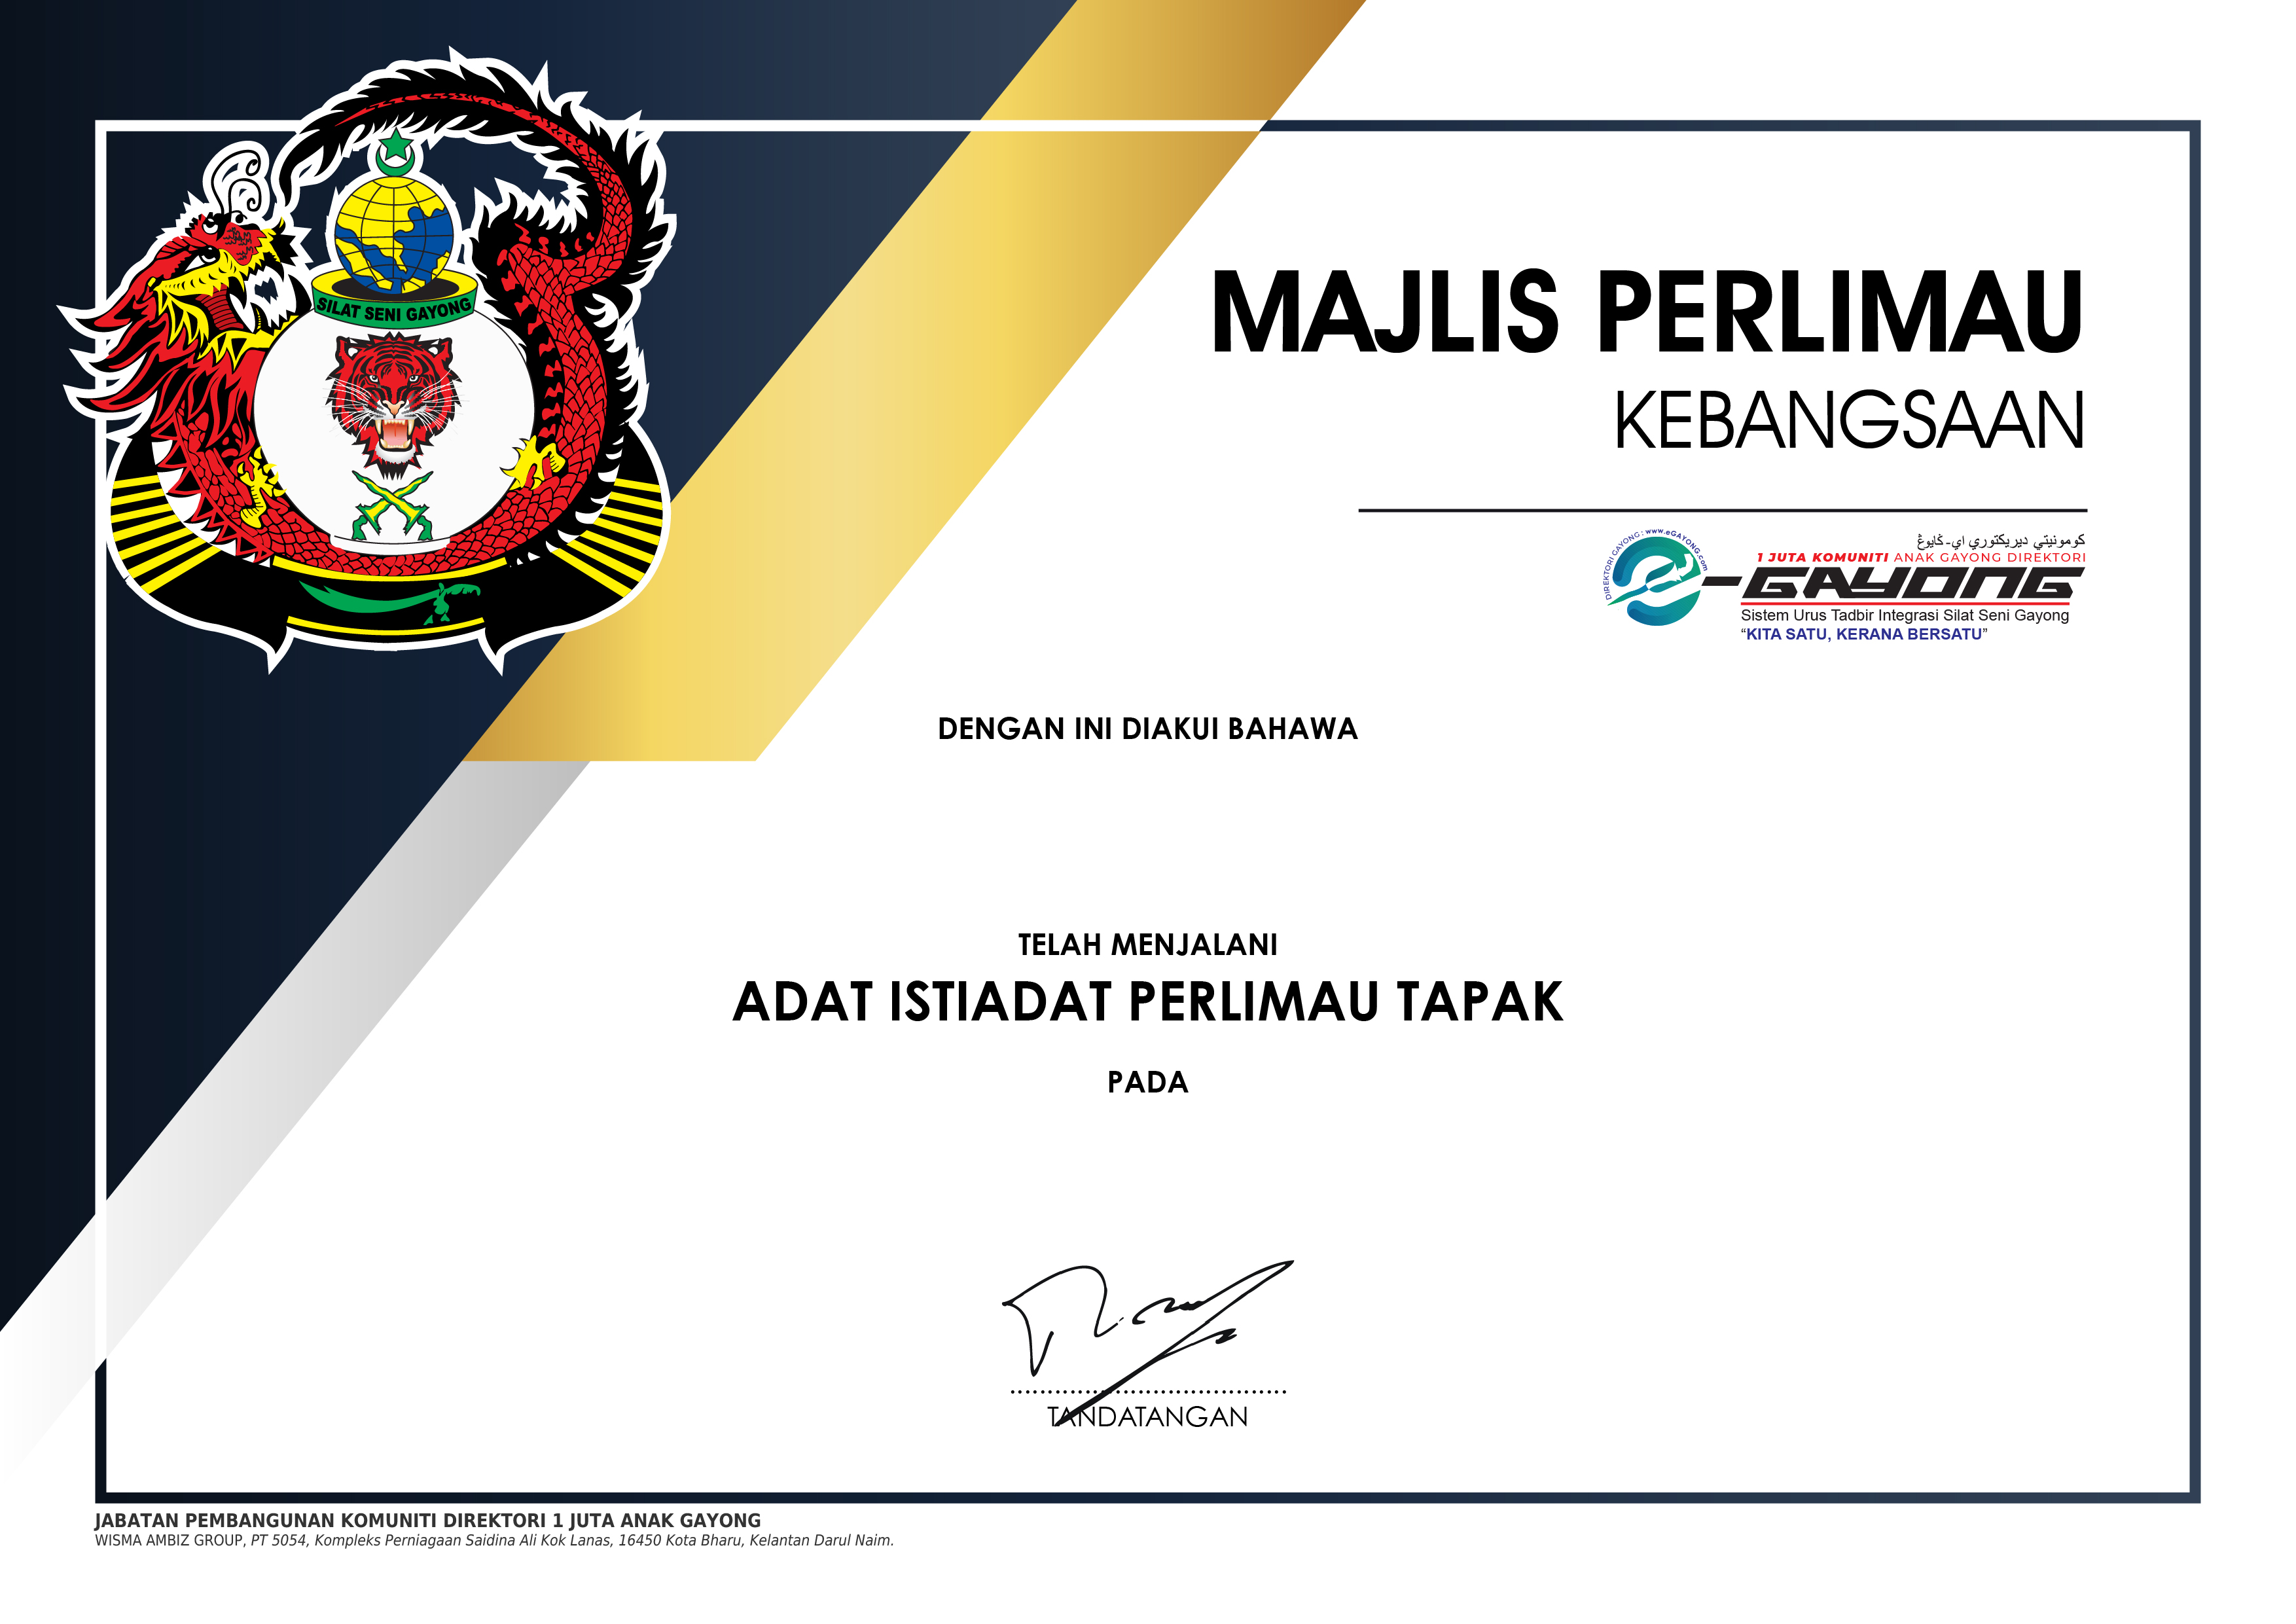 SILAT SENI GAYONG
MAJLIS PERLIMAU
KEBANGSAAN
DIREKTORI GAYONG : www.eGAYONG.com
كومونيتي ديريكتوري اي-ݢايوڠ
1 JUTA KOMUNITI ANAK GAYONG DIREKTORI
e-GAYONG
Sistem Urus Tadbir Integrasi Silat Seni Gayong
“KITA SATU, KERANA BERSATU”
DENGAN INI DIAKUI BAHAWA
TELAH MENJALANI
ADAT ISTIADAT PERLIMAU TAPAK
PADA
TANDATANGAN
JABATAN PEMBANGUNAN KOMUNITI DIREKTORI 1 JUTA ANAK GAYONG
WISMA AMBIZ GROUP, PT 5054, Kompleks Perniagaan Saidina Ali Kok Lanas, 16450 Kota Bharu, Kelantan Darul Naim.